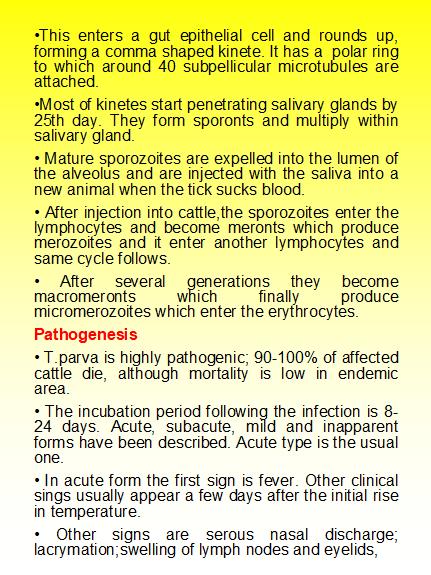 •This enters a gut epithelial cell and rounds up,
forming a comma shaped kinete. It has a polar ring
to which around 40 subpellicular microtubules are
attached.
•Most of kinetes start penetrating salivary glands by
25th day. They form sporonts and multiply within
salivary gland.
• Mature sporozoites are expelled into the lumen of
the alveolus and are injected with the saliva into a
new animal when the tick sucks blood.
• After injection into cattle,the sporozoites enter the
lymphocytes and become meronts which produce
merozoites and it enter another lymphocytes and
same cycle follows.
• After several generations they become
macromeronts which finally produce
micromerozoites which enter the erythrocytes.
Pathogenesis
• T.parva is highly pathogenic; 90-100% of affected
cattle die, although mortality is low in endemic
area.
• The incubation period following the infection is 8-
24 days. Acute, subacute, mild and inapparent
forms have been described. Acute type is the usual
one.
• In acute form the first sign is fever. Other clinical
sings usually appear a few days after the initial rise
in temperature.
• Other signs are serous nasal discharge;
lacrymation;swelling of lymph nodes and eyelids,